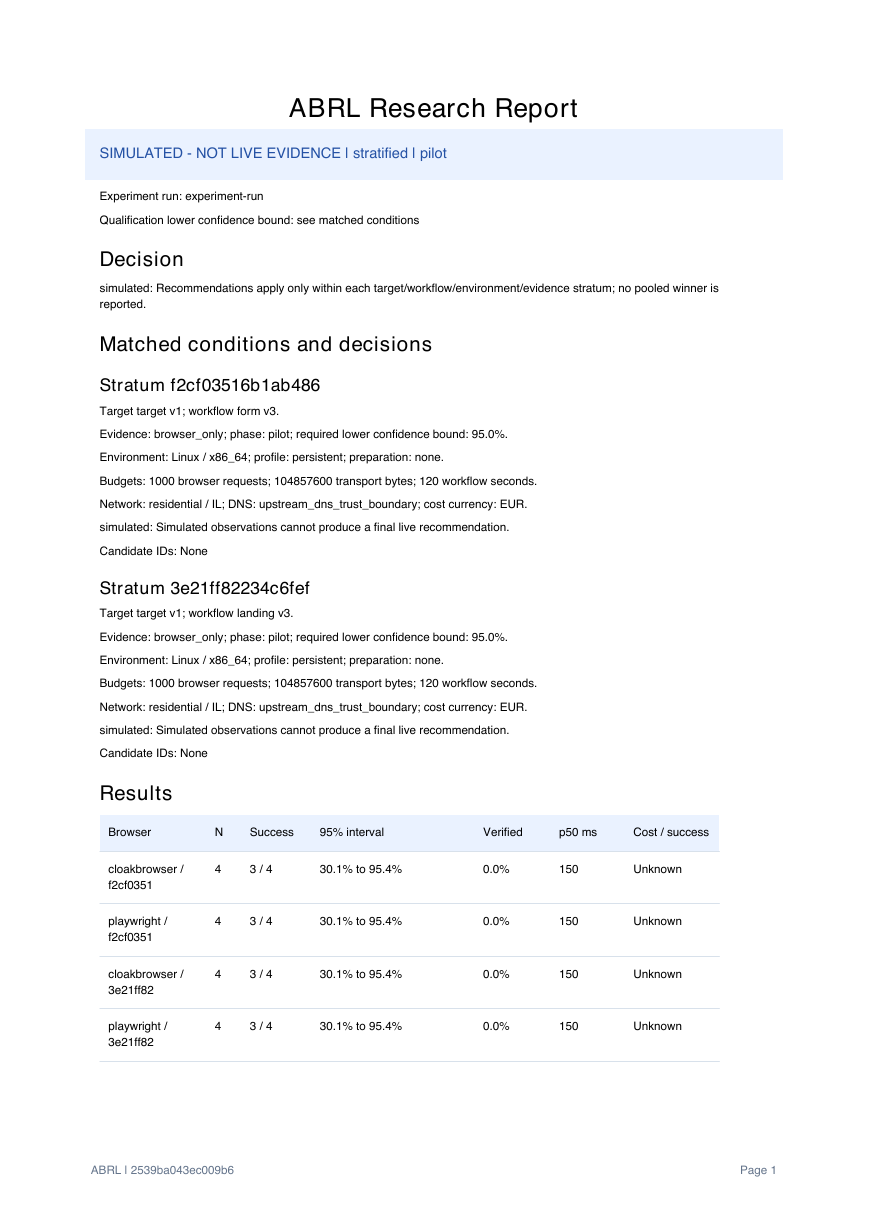 ABRL Research Report
SIMULATED - NOT LIVE EVIDENCE | stratified | pilot
Experiment run: experiment-run
Qualification lower confidence bound: see matched conditions
Decision
simulated: Recommendations apply only within each target/workflow/environment/evidence stratum; no pooled winner is
reported.
Matched conditions and decisions
Stratum f2cf03516b1ab486
Target target v1; workflow form v3.
Evidence: browser_only; phase: pilot; required lower confidence bound: 95.0%.
Environment: Linux / x86_64; profile: persistent; preparation: none.
Budgets: 1000 browser requests; 104857600 transport bytes; 120 workflow seconds.
Network: residential / IL; DNS: upstream_dns_trust_boundary; cost currency: EUR.
simulated: Simulated observations cannot produce a final live recommendation.
Candidate IDs: None
Stratum 3e21ff82234c6fef
Target target v1; workflow landing v3.
Evidence: browser_only; phase: pilot; required lower confidence bound: 95.0%.
Environment: Linux / x86_64; profile: persistent; preparation: none.
Budgets: 1000 browser requests; 104857600 transport bytes; 120 workflow seconds.
Network: residential / IL; DNS: upstream_dns_trust_boundary; cost currency: EUR.
simulated: Simulated observations cannot produce a final live recommendation.
Candidate IDs: None
Results
Browser N Success 95% interval Verified p50 ms Cost / success
cloakbrowser / 4 3 / 4 30.1% to 95.4% 0.0% 150 Unknown
f2cf0351
playwright / 4 3 / 4 30.1% to 95.4% 0.0% 150 Unknown
f2cf0351
cloakbrowser / 4 3 / 4 30.1% to 95.4% 0.0% 150 Unknown
3e21ff82
playwright / 4 3 / 4 30.1% to 95.4% 0.0% 150 Unknown
3e21ff82
ABRL | 2539ba043ec009b6 Page 1